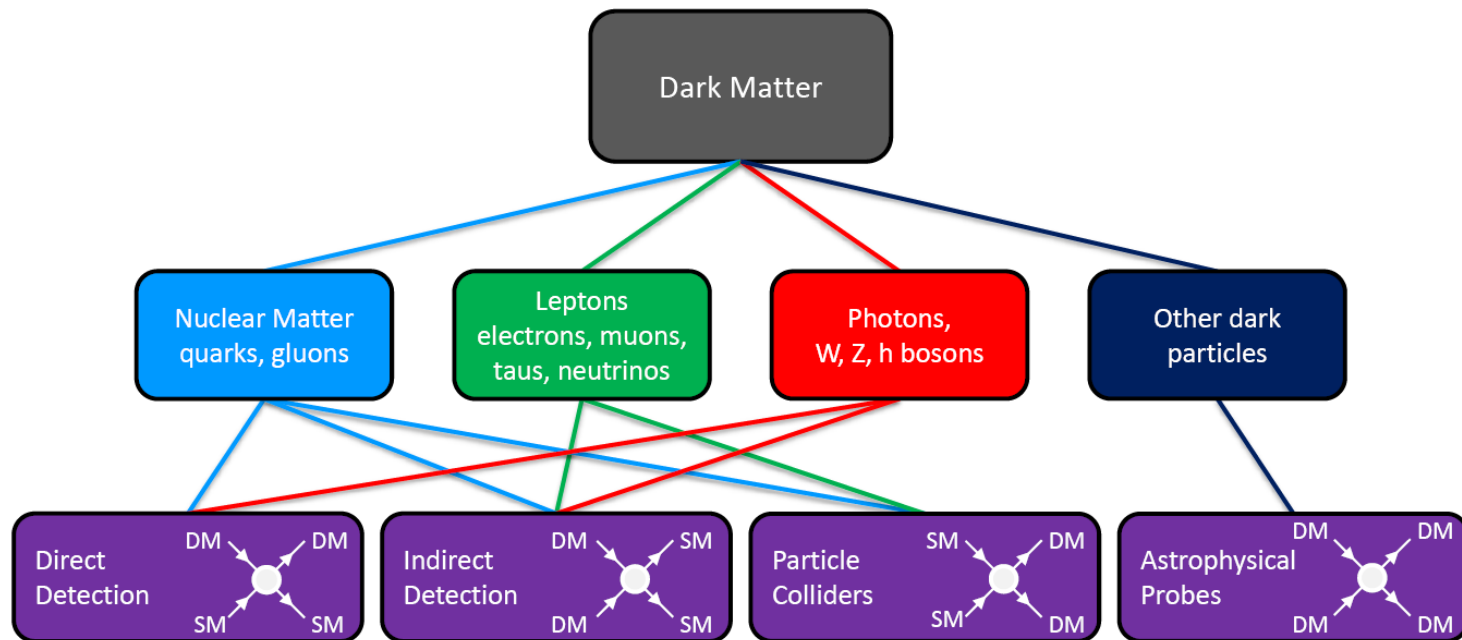 Dark Matter
Nuclear Matter
quarks, gluons
Leptons
electrons, muons,
taus, neutrinos
Photons,
W, Z, h bosons
Other dark
particles
Direct
Detection
DM
DM
SM
SM
Indirect
Detection
DM
SM
DM
SM
Particle
Colliders
SM
DM
SM
DM
Astrophysical
Probes
DM
DM
DM
DM